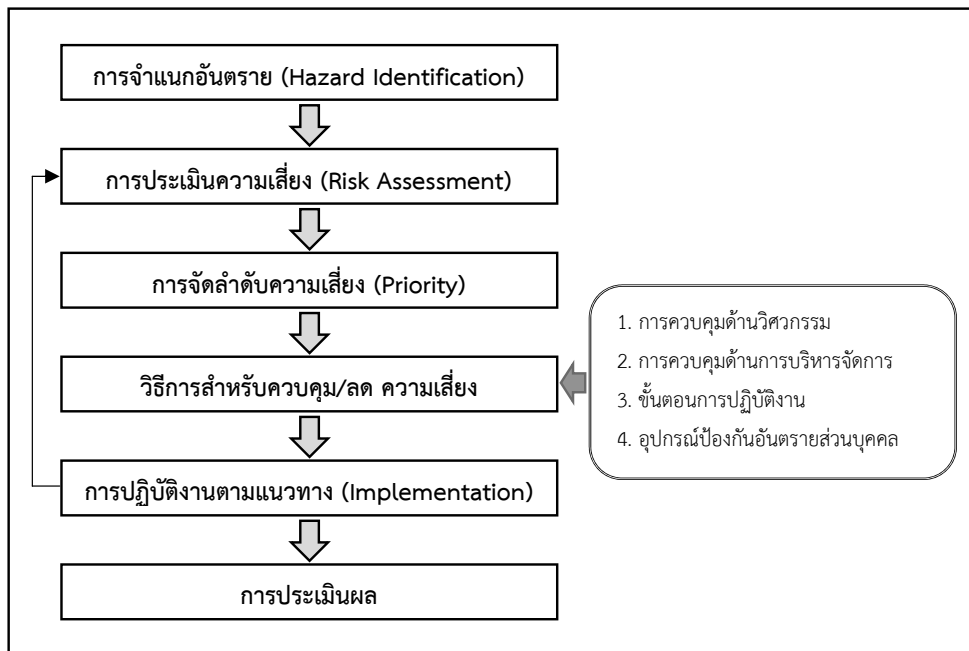 การจำแนกอันตราย (Hazard Identification)
การประเมินความเสี่ยง (Risk Assessment)
การจัดลำดับความเสี่ยง (Priority)
วิธีการสำหรับควบคุม/ลด ความเสี่ยง
1. การควบคุมด้านวิศวกรรม
2. การควบคุมด้านการบริหารจัดการ
3. ขั้นตอนการปฏิบัติงาน
4. อุปกรณ์ป้องกันอันตรายส่วนบุคคล
การปฏิบัติงานตามแนวทาง (Implementation)
การประเมินผล